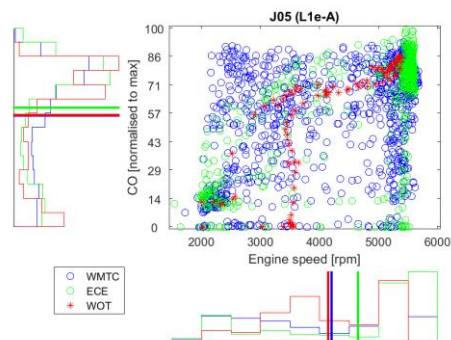 J05 (L1e-A)
CO [normalised to max]
100
86
71
57
43
29
14
0
2000 3000 4000 5000 6000
Engine speed [rpm]
WMTC
ECE
WOT